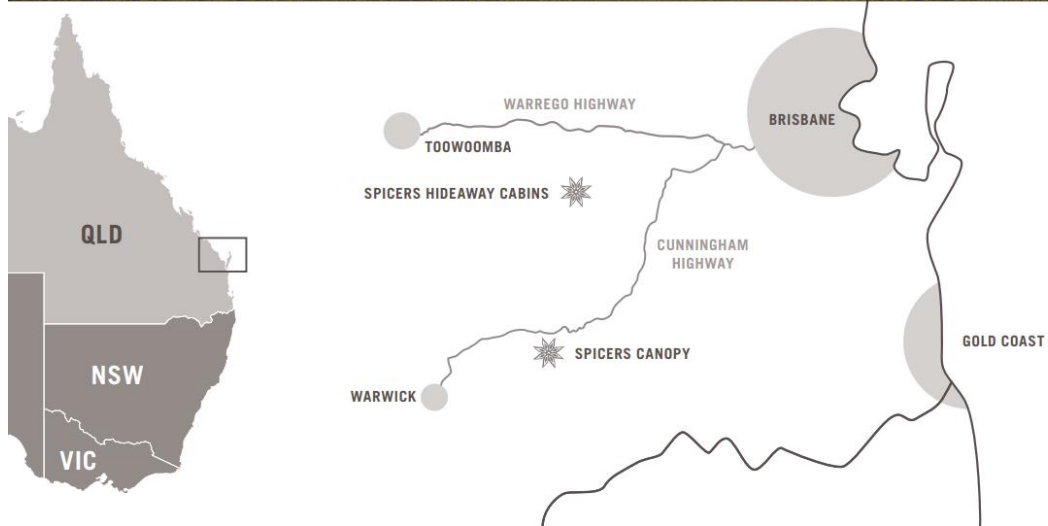 QLD
NSW
VIC
WARREGO HIGHWAY
BRISBANE
TOOWOOMBA
SPICERS HIDEAWAY CABINS
CUNNINGHAM
HIGHWAY
GOLD COAST
SPICERS CANOPY
WARWICK